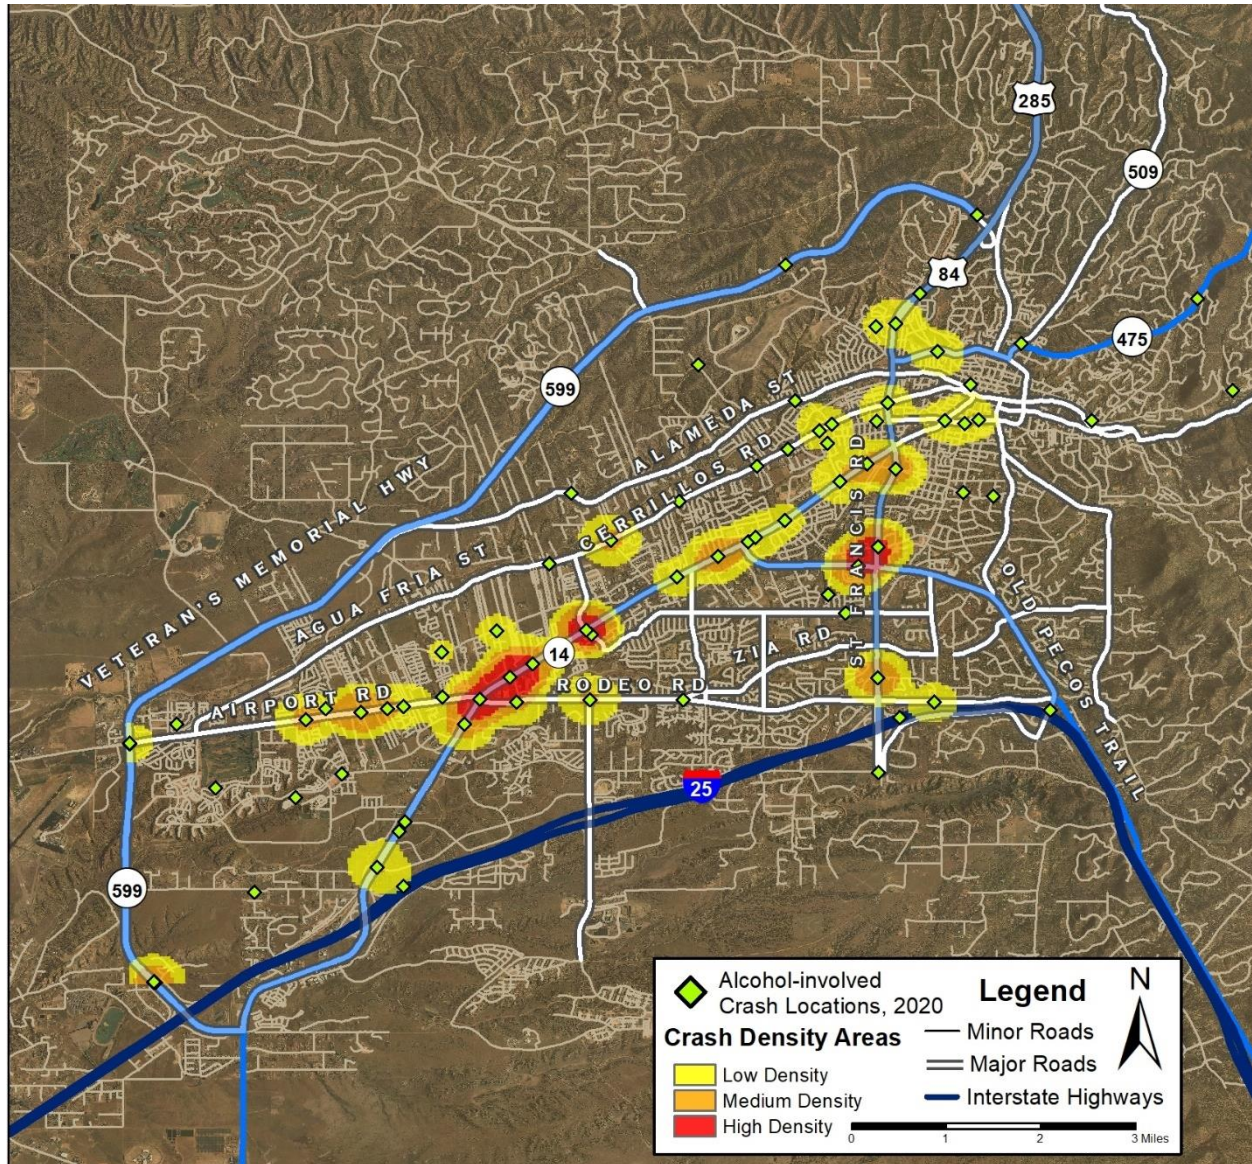 285
509
84
475
599
ALAMEDA ST
CERRILLOS RD
VETERAN'S MEMORIAL HWY
AGUA FRIA ST
ST FRANCIS RD
OLD PECOS TRAIL
14
ZIA RD
RODEO RD
AIRPORT RD
25
599
Legend
N
Alcohol-involved
Crash Locations, 2020
Crash Density Areas
Low Density
Medium Density
High Density
Minor Roads
Major Roads
Interstate Highways
0 1 2 3 Miles